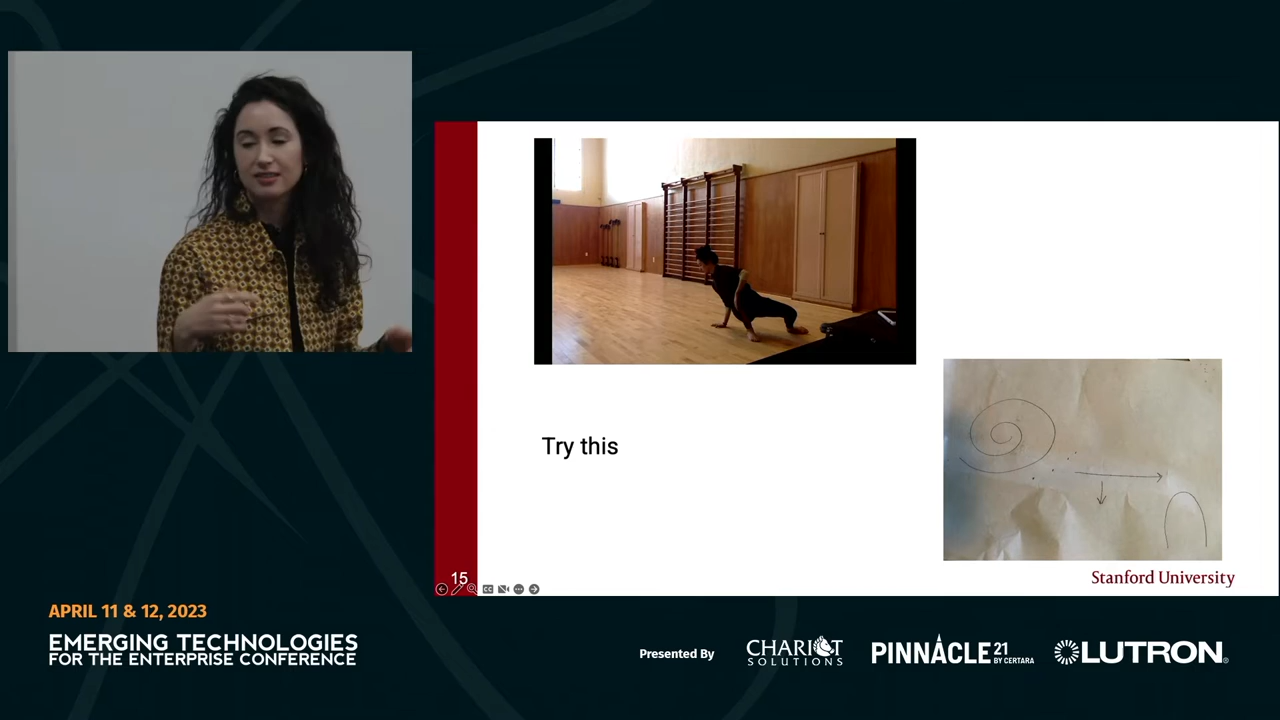 Try this
15
Stanford University
APRIL 11 & 12, 2023
EMERGING TECHNOLOGIES
FOR THE ENTERPRISE CONFERENCE
Presented By
CHARIOT
SOLUTIONS
PINNACLE 21
BY CERTARA
LUTRON